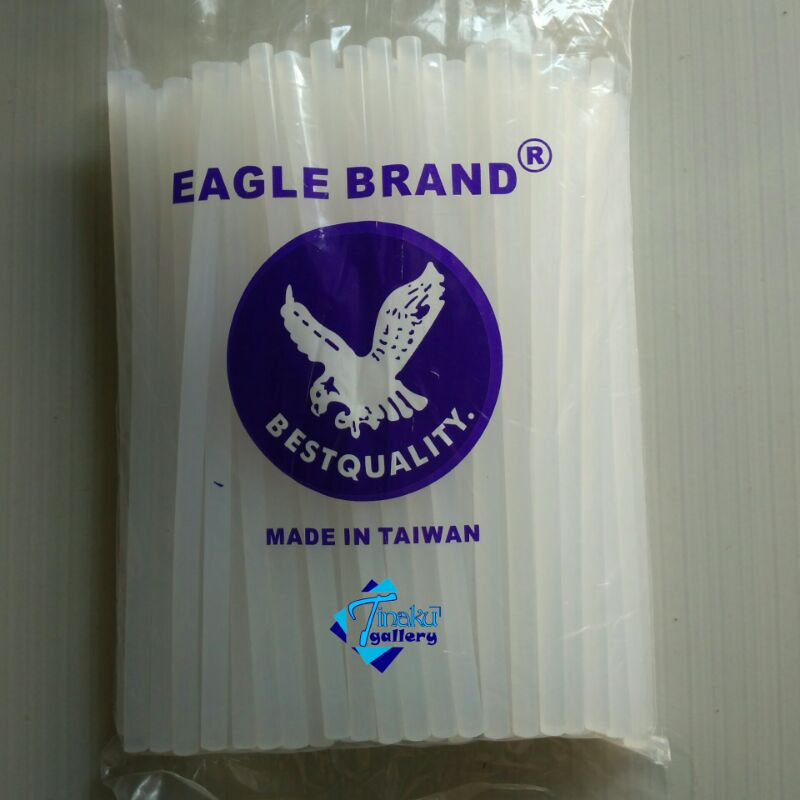 EAGLE BRAND®
BESTQUALITY.
MADE IN TAIWAN
Tinaku
gallery